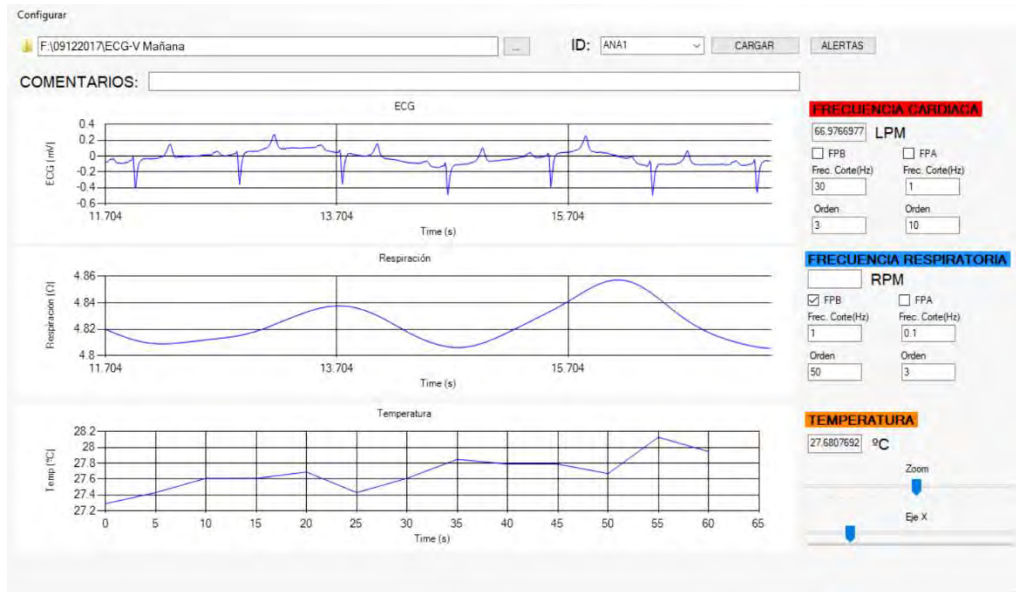 Configurar
F:\09122017\ECG-V Mañana
...
ID:
ANA1
CARGAR
ALERTAS
COMENTARIOS:
ECG
ECG [mV]
0.4
0.2
0
-0.2
-0.4
-0.6
11.704
13.704
15.704
Time (s)
FRECUENCIA CARDIACA
66.9766977
LPM
FPB
FPA
Frec. Corte(Hz)
Frec. Corte(Hz)
30
1
Orden
Orden
3
10
Respiración
Respiración [Ω]
4.86
4.84
4.82
4.8
11.704
13.704
15.704
Time (s)
FRECUENCIA RESPIRATORIA
RPM
FPB
FPA
Frec. Corte(Hz)
Frec. Corte(Hz)
1
0.1
Orden
Orden
50
3
Temperatura
Temp [ºC]
28.2
28
27.8
27.6
27.4
27.2
0
5
10
15
20
25
30
35
40
45
50
55
60
65
Time (s)
TEMPERATURA
27.6807692
ºC
Zoom
Eje X